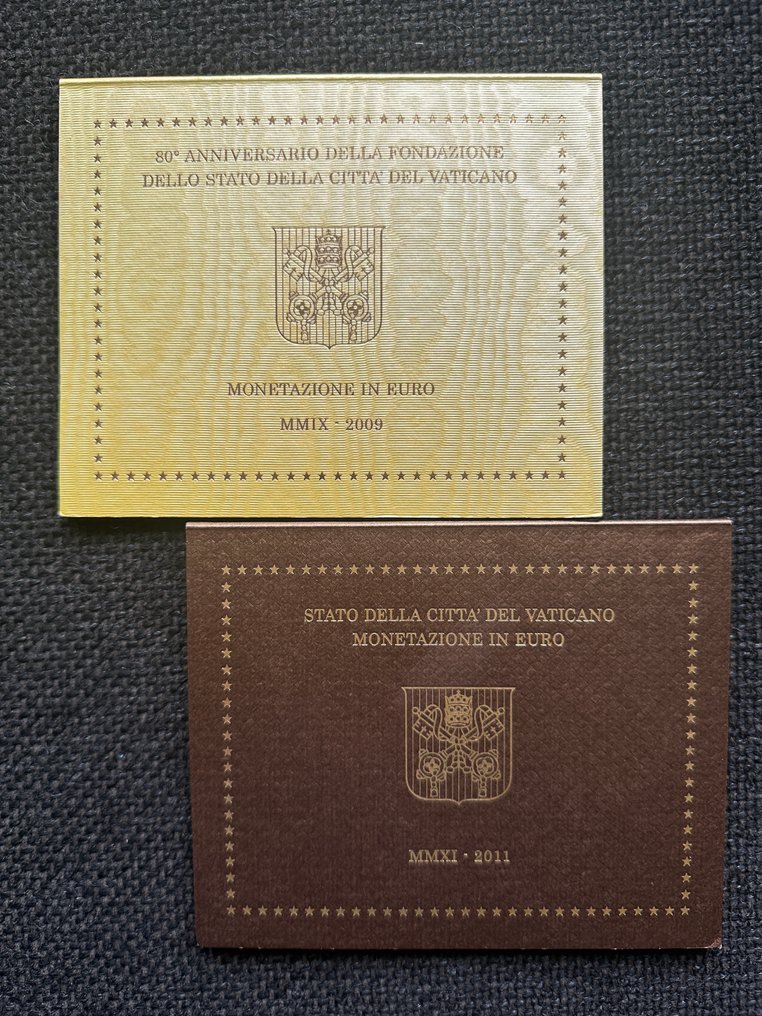 80° ANNIVERSARIO DELLA FONDAZIONE
DELLO STATO DELLA CITTA' DEL VATICANO
MONETAZIONE IN EURO
MMIX - 2009
STATO DELLA CITTA' DEL VATICANO
MONETAZIONE IN EURO
MMXI · 2011